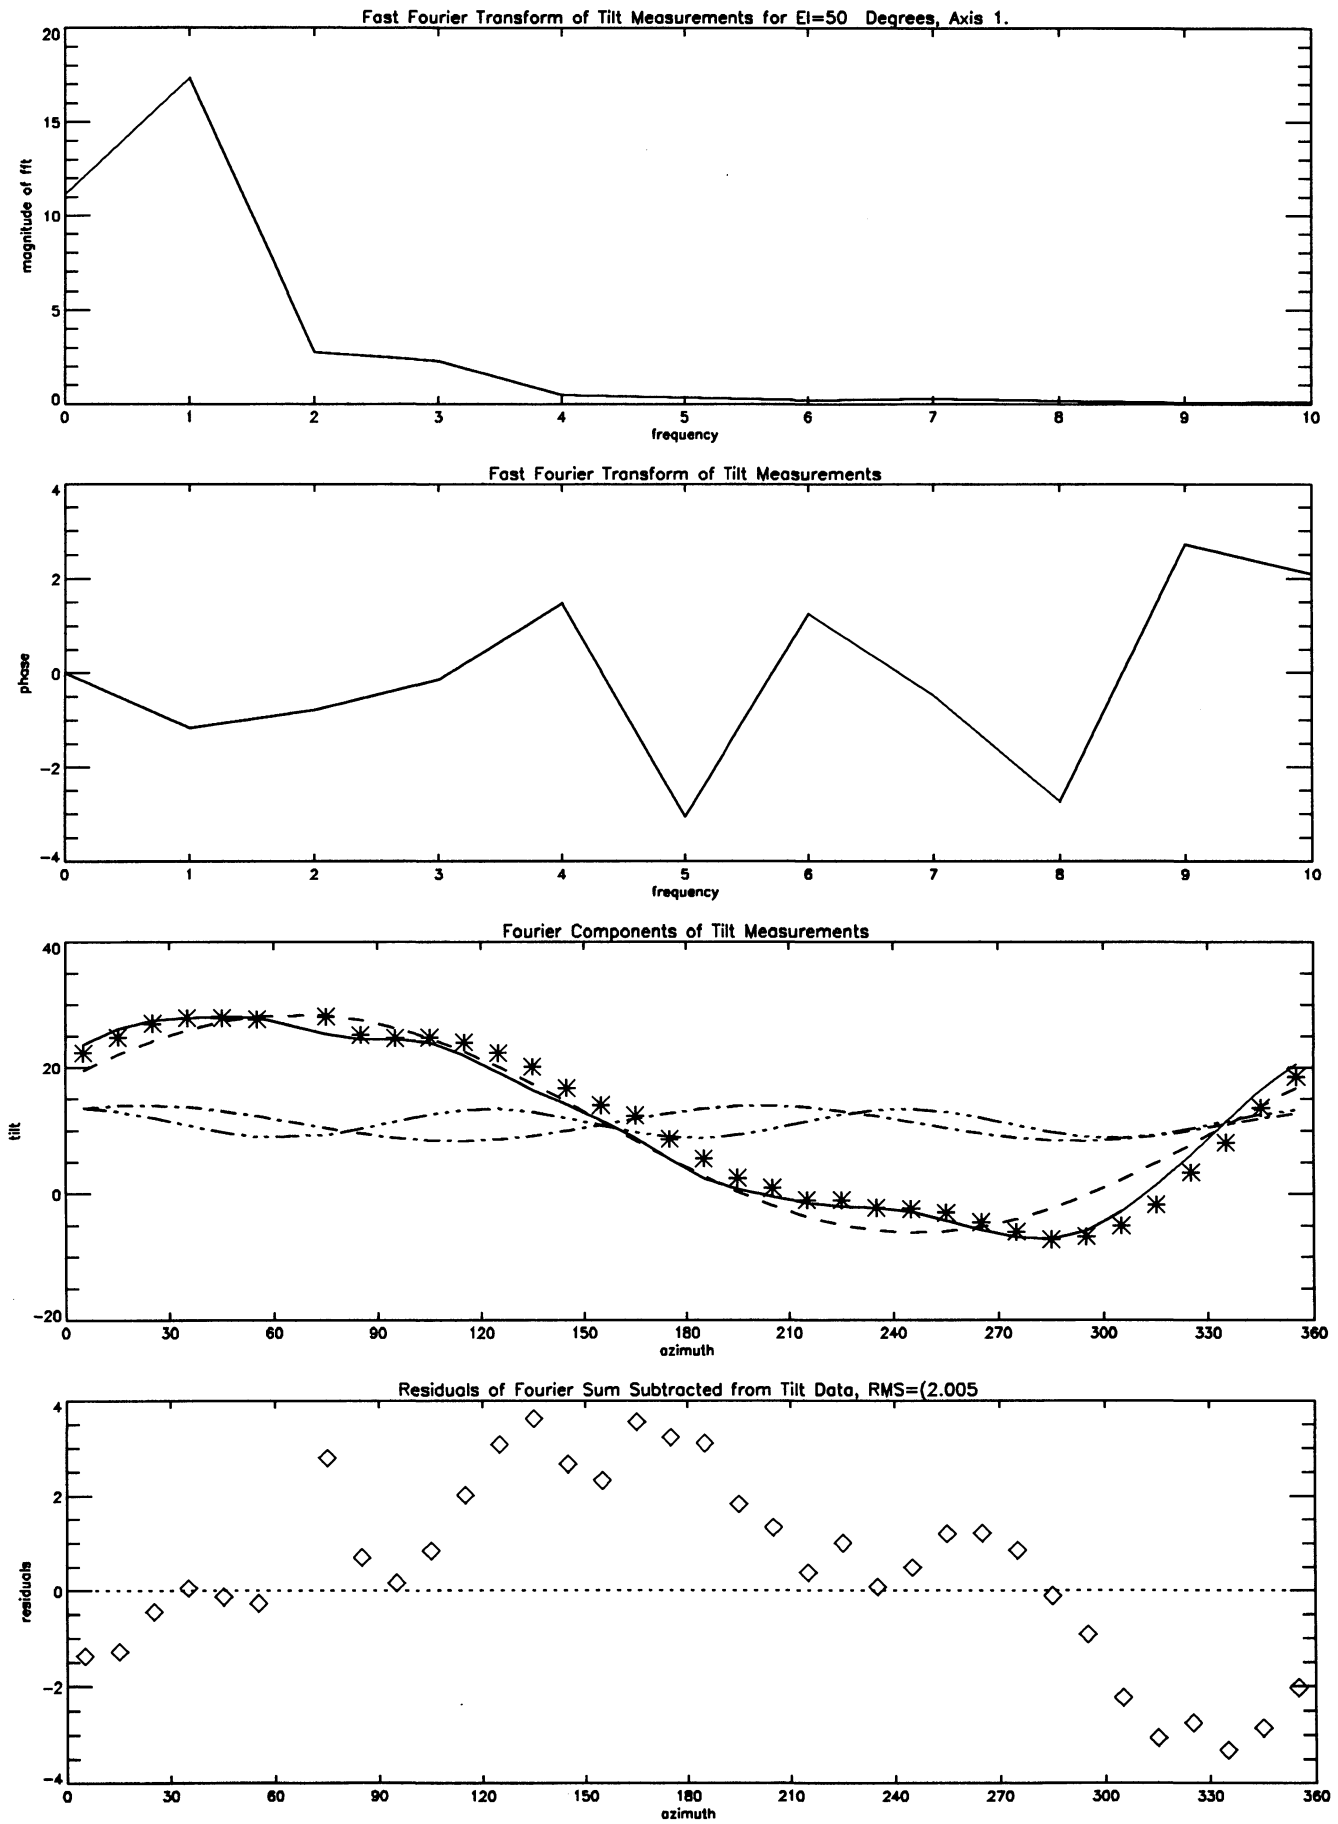 Fast Fourier Transform of Tilt Measurements for El=50 Degrees, Axis 1.
20
15
10
5
0
magnitude of fft
0 1 2 3 4 5 6 7 8 9 10
frequency
Fast Fourier Transform of Tilt Measurements
4
2
0
-2
-4
phase
0 1 2 3 4 5 6 7 8 9 10
frequency
Fourier Components of Tilt Measurements
40
20
0
-20
tilt
0 30 60 90 120 150 180 210 240 270 300 330 360
azimuth
Residuals of Fourier Sum Subtracted from Tilt Data, RMS=(2.005
4
2
0
-2
-4
residuals
0 30 60 90 120 150 180 210 240 270 300 330 360
azimuth